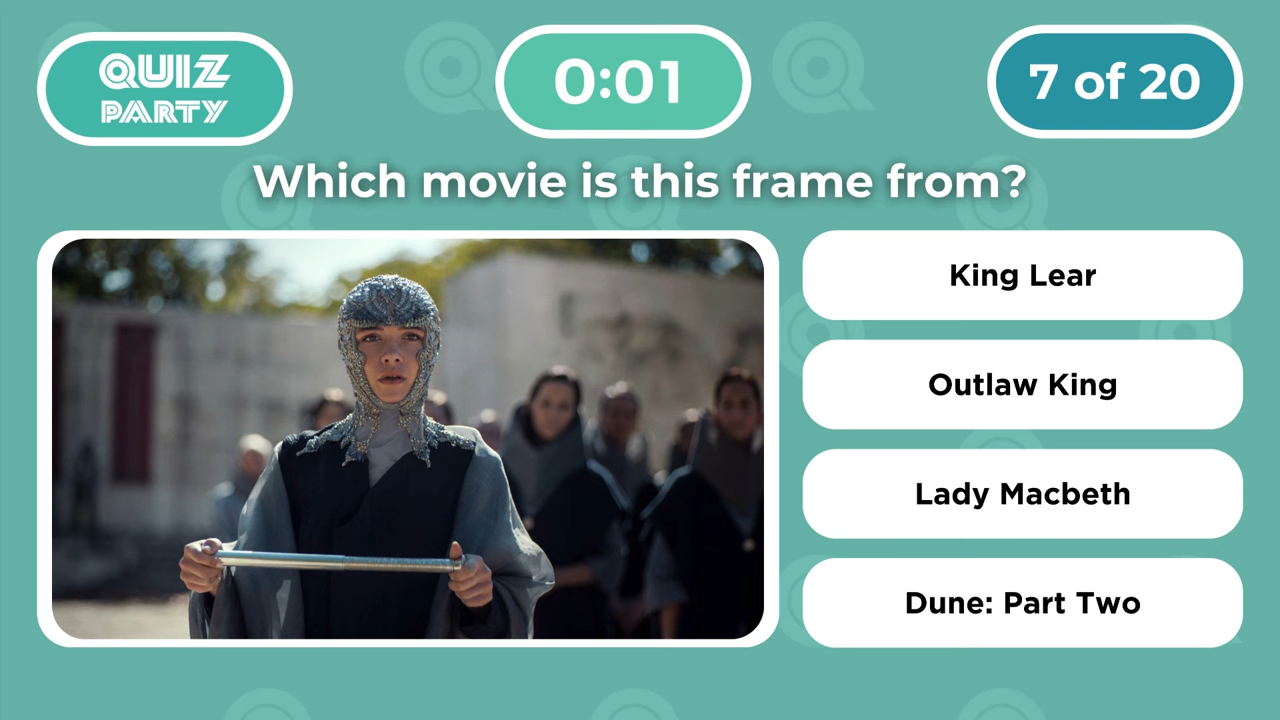 QUIZ
PARTY
0:01
7 of 20
Which movie is this frame from?
King Lear
Outlaw King
Lady Macbeth
Dune: Part Two